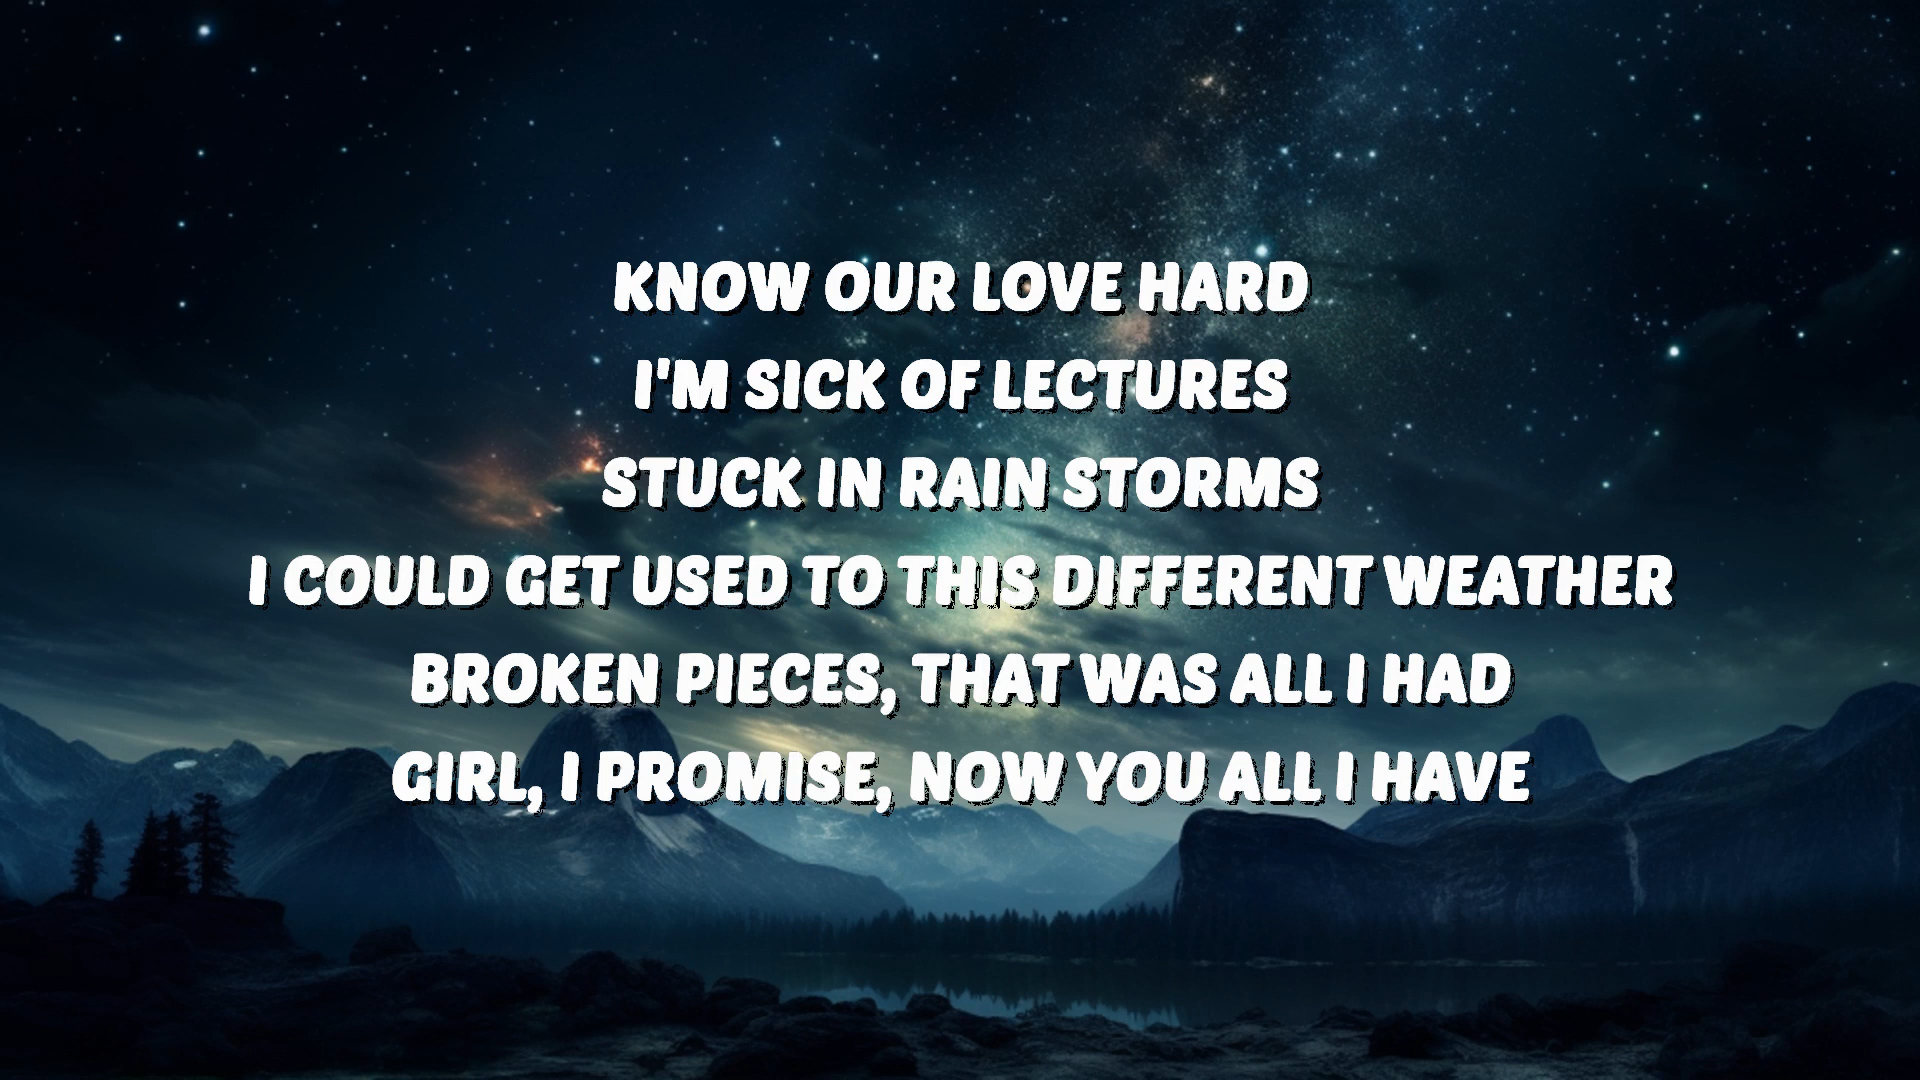 KNOW OUR LOVE HARD
I'M SICK OF LECTURES
STUCK IN RAIN STORMS
I COULD GET USED TO THIS DIFFERENT WEATHER
BROKEN PIECES, THAT WAS ALL I HAD
GIRL, I PROMISE, NOW YOU ALL I HAVE